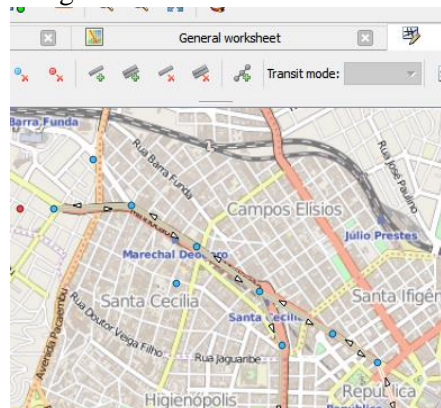 General worksheet
Transit mode:
Barra Funda
Rua Barra Funda
Rua José Paulino
Campos Elísios
Júlio Prestes
Marechal Deodoro
Santa Cecília
Santa Cecília
Santa Ifigên
Avenida Pacaembu
Rua Doutor Veiga Filho
Rua Jaguaribe
Higienópolis
República